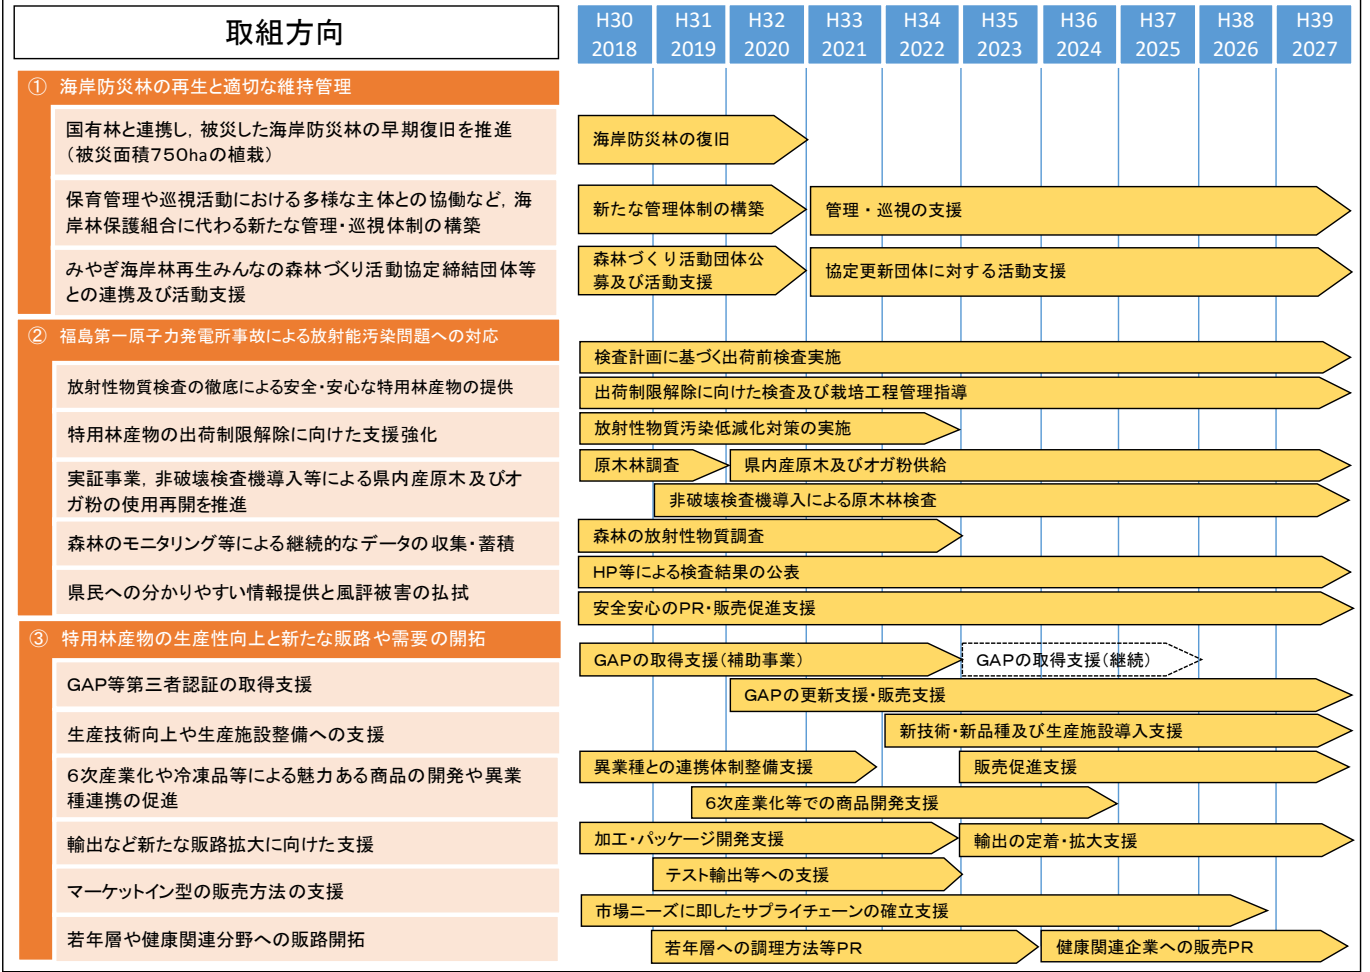 取組方向
H30 H31 H32 H33 H34 H35 H36 H37 H38 H39
2018 2019 2020 2021 2022 2023 2024 2025 2026 2027
① 海岸防災林の再生と適切な維持管理
国有林と連携し，被災した海岸防災林の早期復旧を推進
（被災面積750haの植栽）
海岸防災林の復旧
保育管理や巡視活動における多様な主体との協働など，海
岸林保護組合に代わる新たな管理・巡視体制の構築
新たな管理体制の構築
管理・巡視の支援
みやぎ海岸林再生みんなの森林づくり活動協定締結団体等
との連携及び活動支援
森林づくり活動団体公
募及び活動支援
協定更新団体に対する活動支援
② 福島第一原子力発電所事故による放射能汚染問題への対応
検査計画に基づく出荷前検査実施
放射性物質検査の徹底による安全・安心な特用林産物の提供
出荷制限解除に向けた検査及び栽培工程管理指導
特用林産物の出荷制限解除に向けた支援強化
放射性物質汚染低減化対策の実施
実証事業，非破壊検査機導入等による県内産原木及びオ
ガ粉の使用再開を推進
原木林調査
県内産原木及びオガ粉供給
非破壊検査機導入による原木林検査
森林のモニタリング等による継続的なデータの収集・蓄積
森林の放射性物質調査
県民への分かりやすい情報提供と風評被害の払拭
HP等による検査結果の公表
安全安心のPR・販売促進支援
③ 特用林産物の生産性向上と新たな販路や需要の開拓
GAPの取得支援（補助事業）
GAPの取得支援（継続）
GAP等第三者認証の取得支援
GAPの更新支援・販売支援
生産技術向上や生産施設整備への支援
新技術・新品種及び生産施設導入支援
6次産業化や冷凍品等による魅力ある商品の開発や異業
種連携の促進
異業種との連携体制整備支援
販売促進支援
6次産業化等での商品開発支援
輸出など新たな販路拡大に向けた支援
加工・パッケージ開発支援
輸出の定着・拡大支援
テスト輸出等への支援
マーケットイン型の販売方法の支援
市場ニーズに即したサプライチェーンの確立支援
若年層や健康関連分野への販路開拓
若年層への調理方法等PR
健康関連企業への販売PR